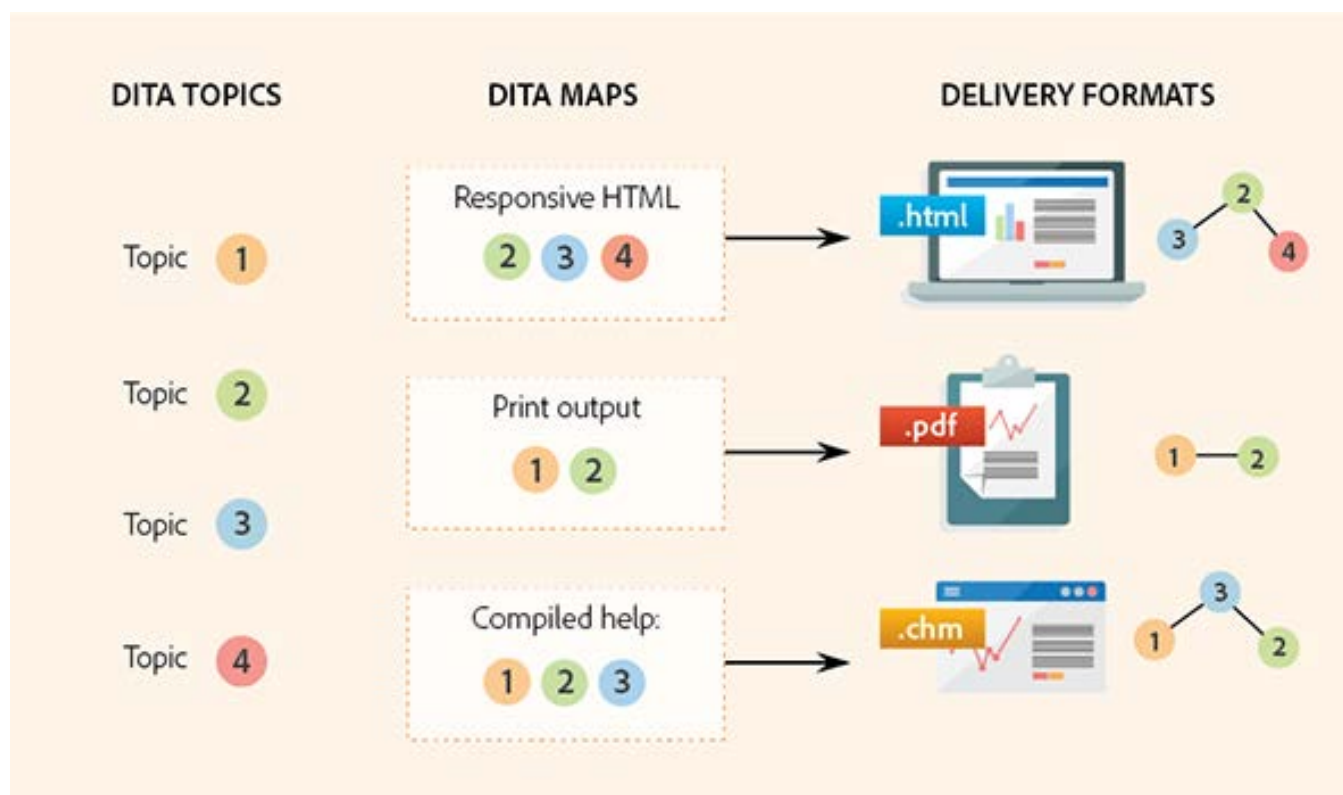 DITA TOPICS
Topic 1
Topic 2
Topic 3
Topic 4
DITA MAPS
Responsive HTML
2 3 4
Print output
1 2
Compiled help:
1 2 3
DELIVERY FORMATS
.html
2
3
4
.pdf
1 2
.chm
3
1
2